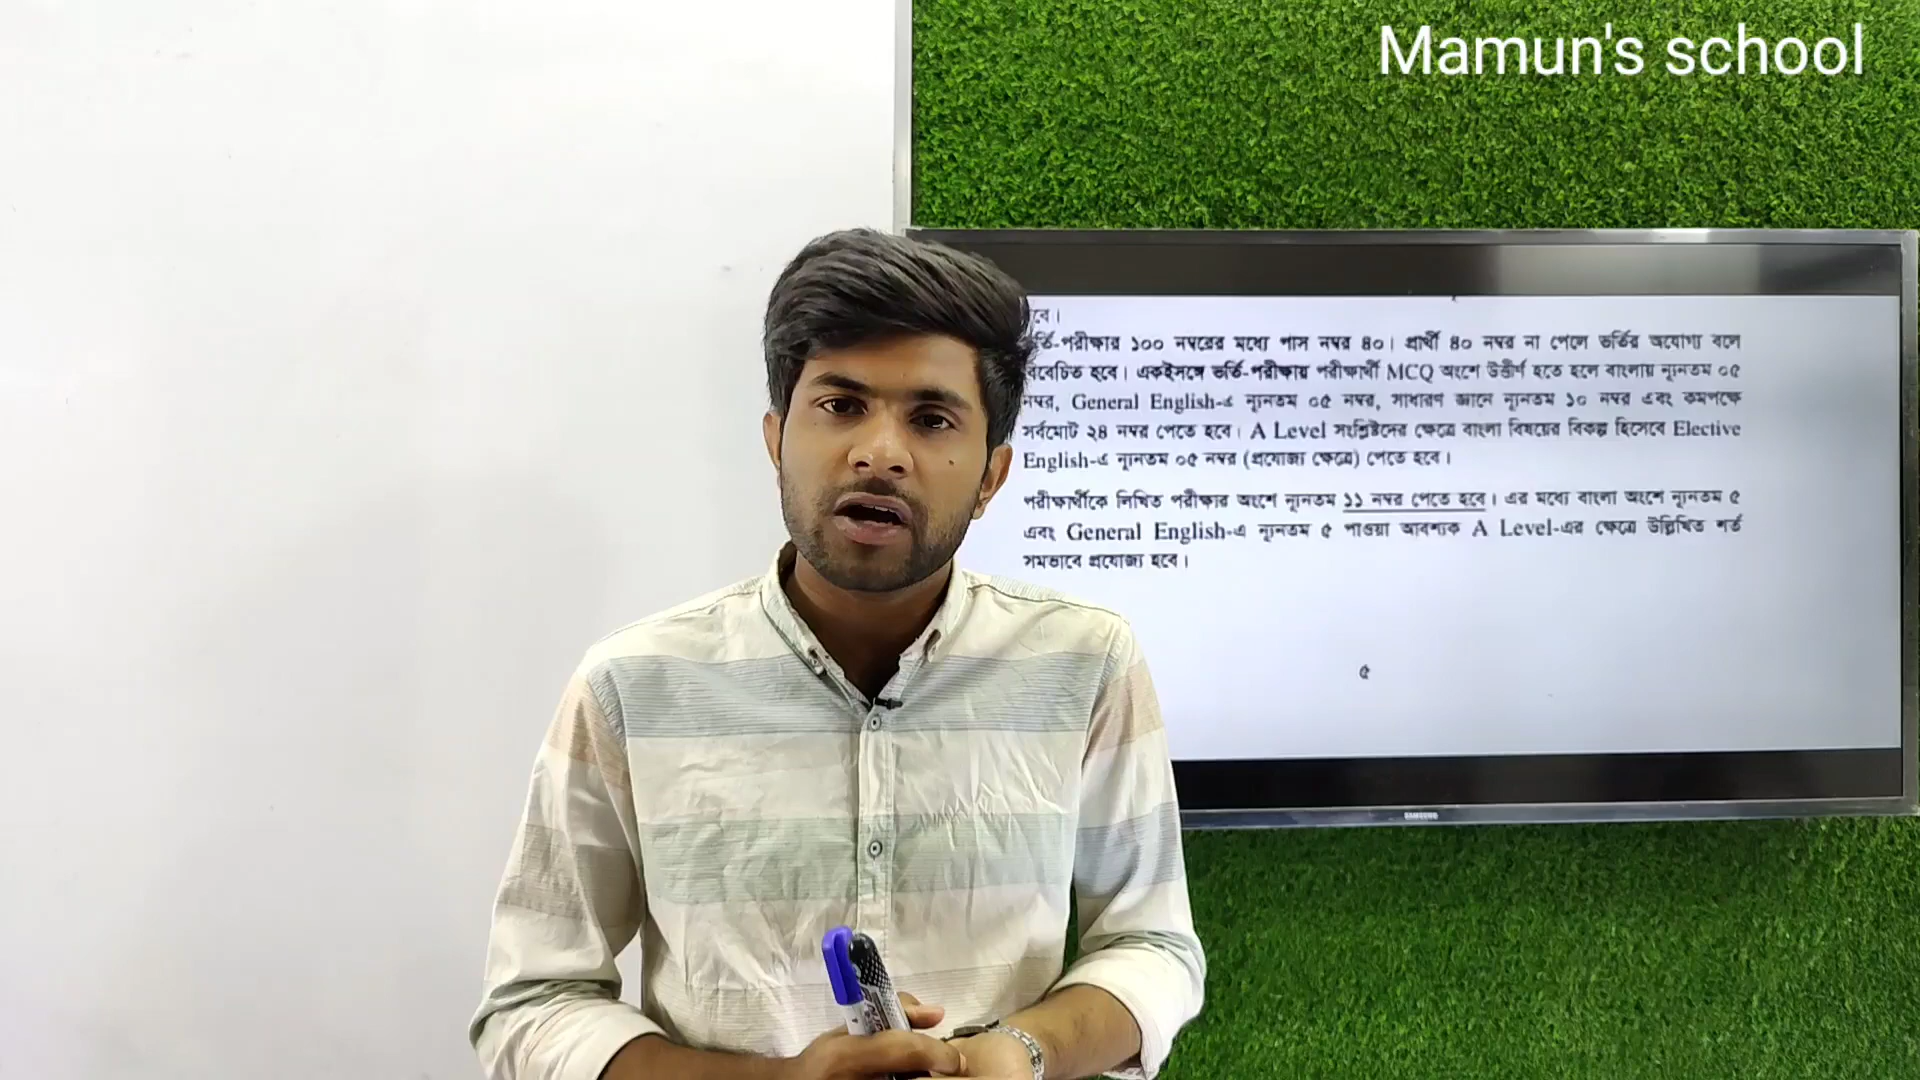 Mamun's school
বে।
র্তি-পরীক্ষার ১০০ নম্বরের মধ্যে পাস নম্বর ৪০। প্রার্থী ৪০ নম্বর না পেলে ভর্তির অযোগ্য বলে
বেবেচিত হবে। একইসঙ্গে ভর্তি-পরীক্ষায় পরীক্ষার্থী MCQ অংশে উত্তীর্ণ হতে হলে বাংলায় ন্যূনতম ০৫
নম্বর, General English-এ ন্যূনতম ০৫ নম্বর, সাধারণ জ্ঞানে ন্যূনতম ১০ নম্বর এবং কমপক্ষে
সর্বমোট ২৪ নম্বর পেতে হবে। A Level সংশ্লিষ্টদের ক্ষেত্রে বাংলা বিষয়ের বিকল্প হিসেবে Elective
English-এ ন্যূনতম ০৫ নম্বর (প্রযোজ্য ক্ষেত্রে) পেতে হবে।
পরীক্ষার্থীকে লিখিত পরীক্ষার অংশে ন্যূনতম ১১ নম্বর পেতে হবে। এর মধ্যে বাংলা অংশে ন্যূনতম ৫
এবং General English-এ ন্যূনতম ৫ পাওয়া আবশ্যক A Level-এর ক্ষেত্রে উল্লিখিত শর্ত
সমভাবে প্রযোজ্য হবে।
৫
SAMSUNG